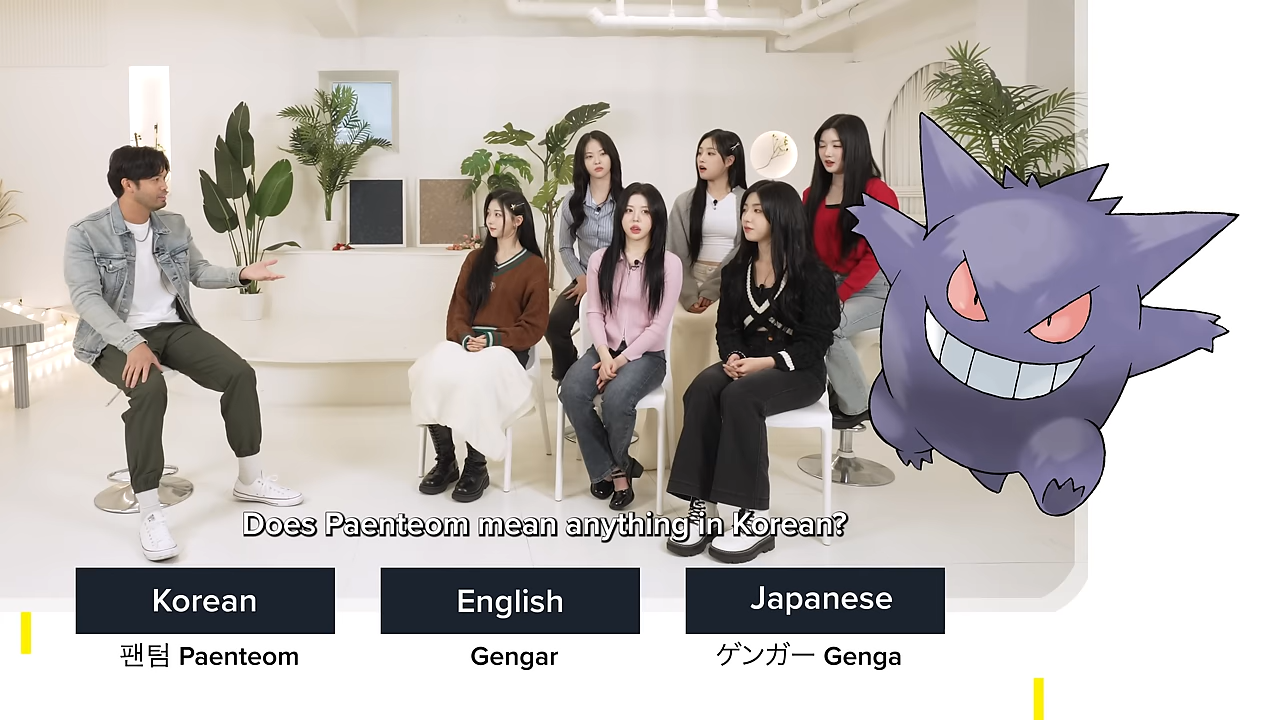 Does Paenteom mean anything in Korean?
Korean
English
Japanese
팬텀 Paenteom
Gengar
ゲンガー Genga